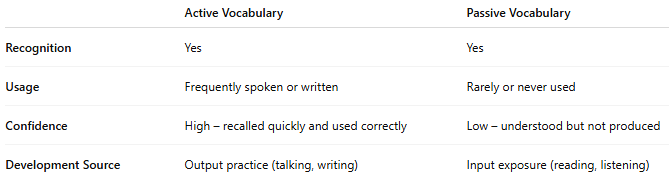 Active Vocabulary Passive Vocabulary
Recognition Yes Yes
Usage Frequently spoken or written Rarely or never used
Confidence High – recalled quickly and used correctly Low – understood but not produced
Development Source Output practice (talking, writing) Input exposure (reading, listening)